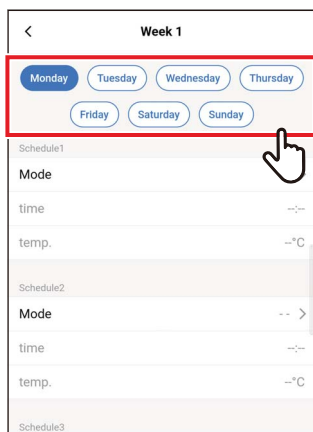 Week 1
Monday Tuesday Wednesday Thursday
Friday Saturday Sunday
Schedule1
Mode
time --:--
temp. --°C
Schedule2
Mode - - >
time --:--
temp. --°C
Schedule3